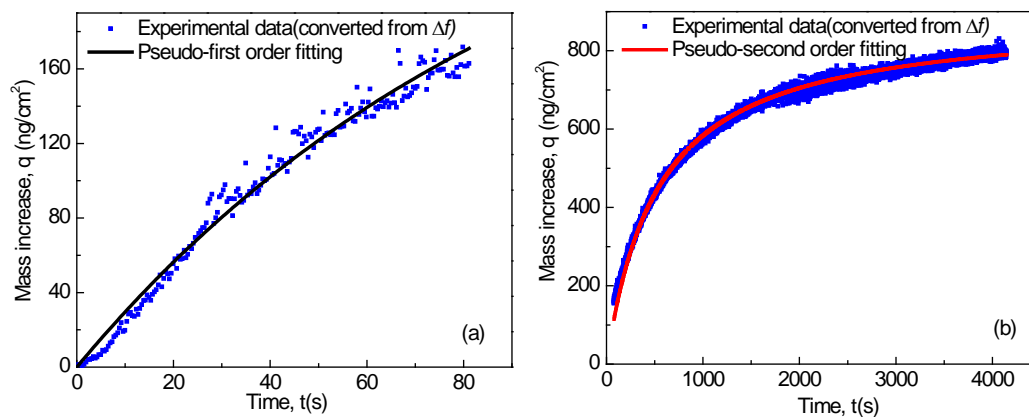 Experimental data(converted from Δf)
Pseudo-first order fitting
160
120
80
40
0
Mass increase, q (ng/cm²)
0 20 40 60 80
Time, t(s)
(a)
Experimental data(converted from Δf)
Pseudo-second order fitting
800
600
400
200
0
Mass increase, q (ng/cm²)
0 1000 2000 3000 4000
Time, t(s)
(b)